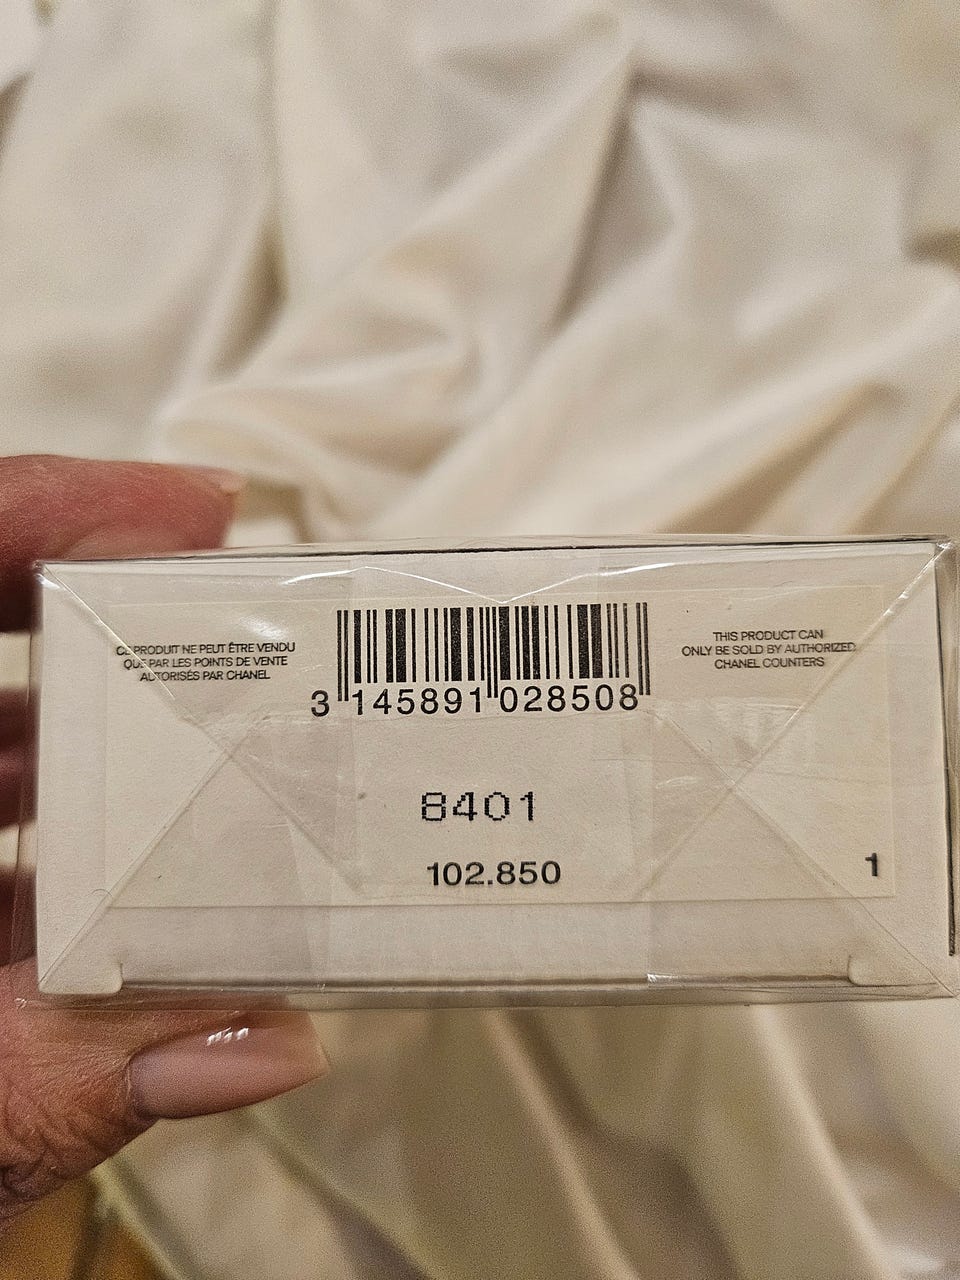 CE PRODUIT NE PEUT ÊTRE VENDU
QUE PAR LES POINTS DE VENTE
AUTORISÉS PAR CHANEL
3 145891 028508
THIS PRODUCT CAN
ONLY BE SOLD BY AUTHORIZED
CHANEL COUNTERS
8401
102.850
1